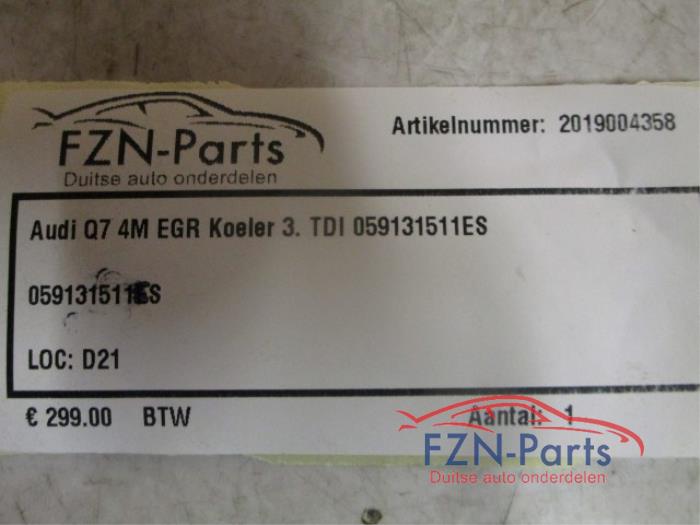 FZN-Parts
Duitse auto onderdelen
Artikelnummer: 2019004358
Audi Q7 4M EGR Koeler 3. TDI 059131511ES
059131511ES
LOC: D21
€ 299.00 BTW
Aantal: 1
FZN-Parts
Duitse auto onderdelen